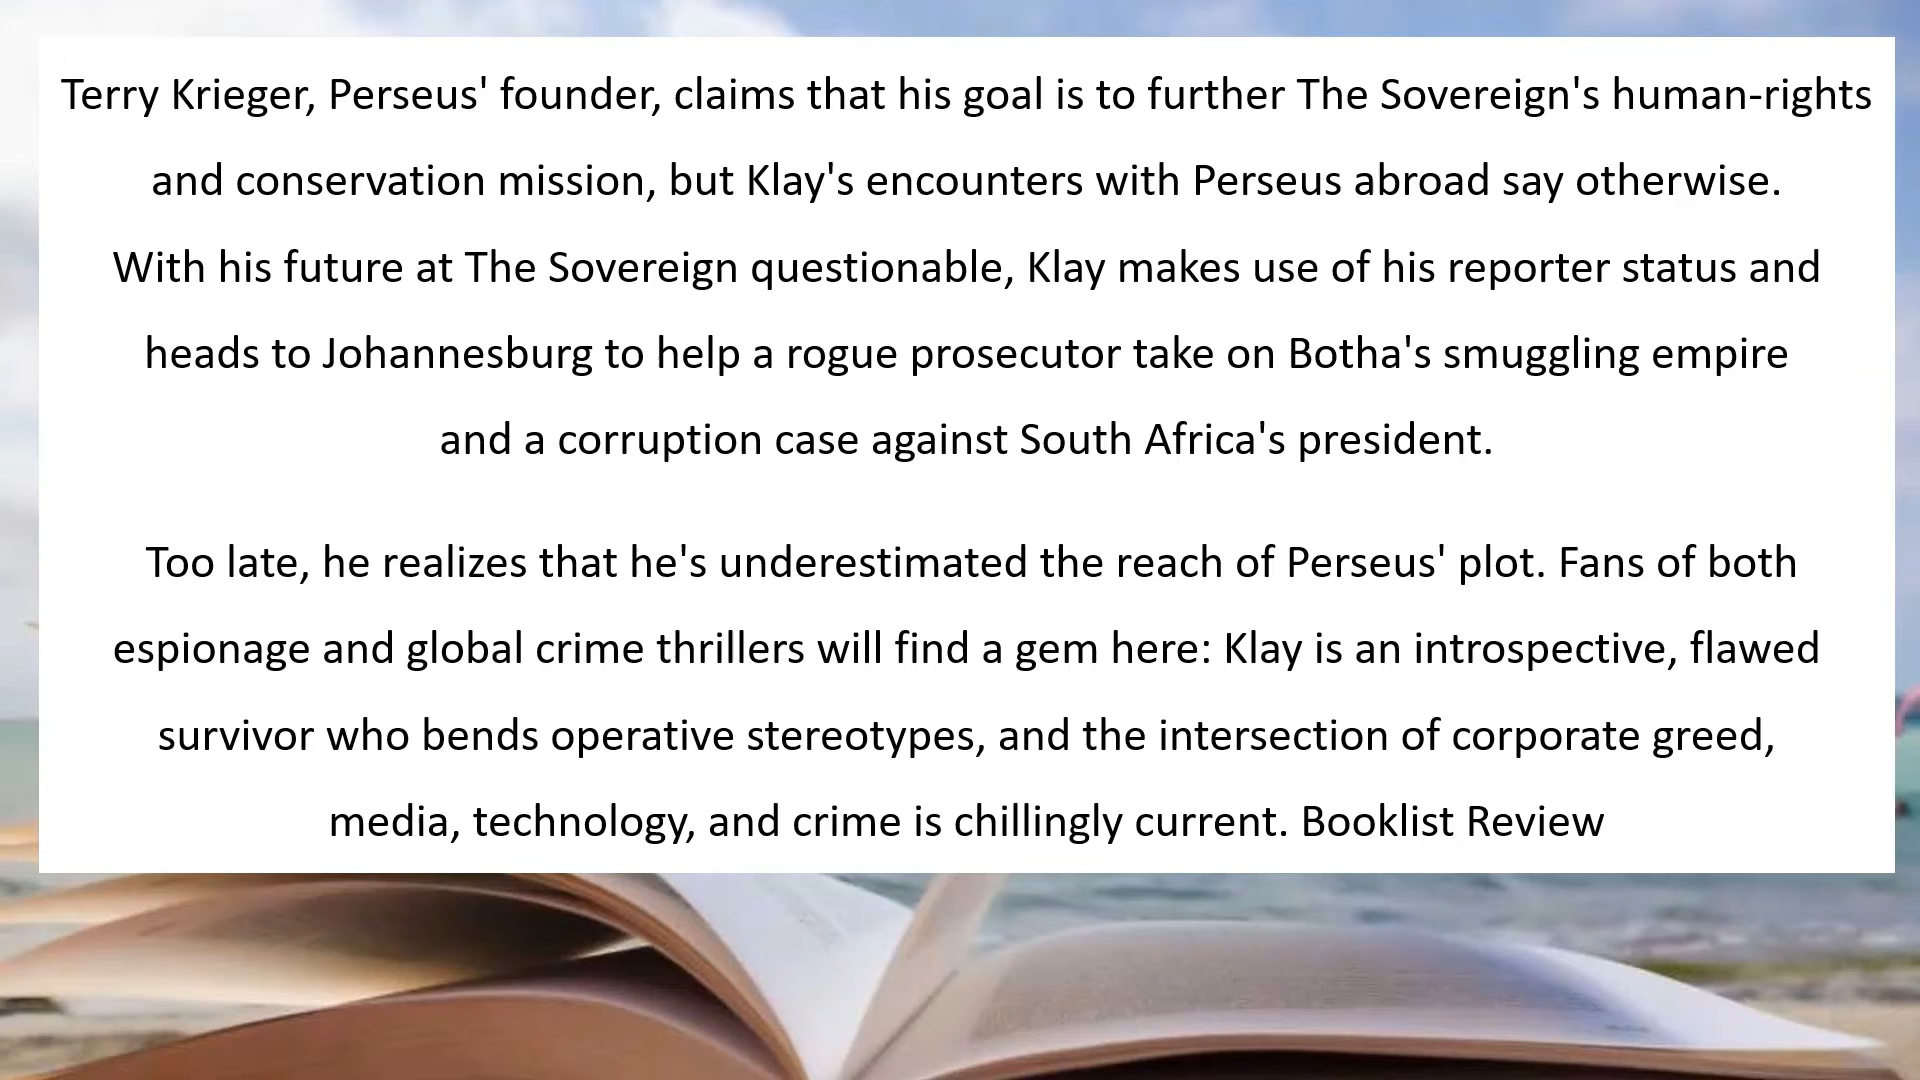 Terry Krieger, Perseus' founder, claims that his goal is to further The Sovereign's human-rights
and conservation mission, but Klay's encounters with Perseus abroad say otherwise.
With his future at The Sovereign questionable, Klay makes use of his reporter status and
heads to Johannesburg to help a rogue prosecutor take on Botha's smuggling empire
and a corruption case against South Africa's president.
Too late, he realizes that he's underestimated the reach of Perseus' plot. Fans of both
espionage and global crime thrillers will find a gem here: Klay is an introspective, flawed
survivor who bends operative stereotypes, and the intersection of corporate greed,
media, technology, and crime is chillingly current. Booklist Review